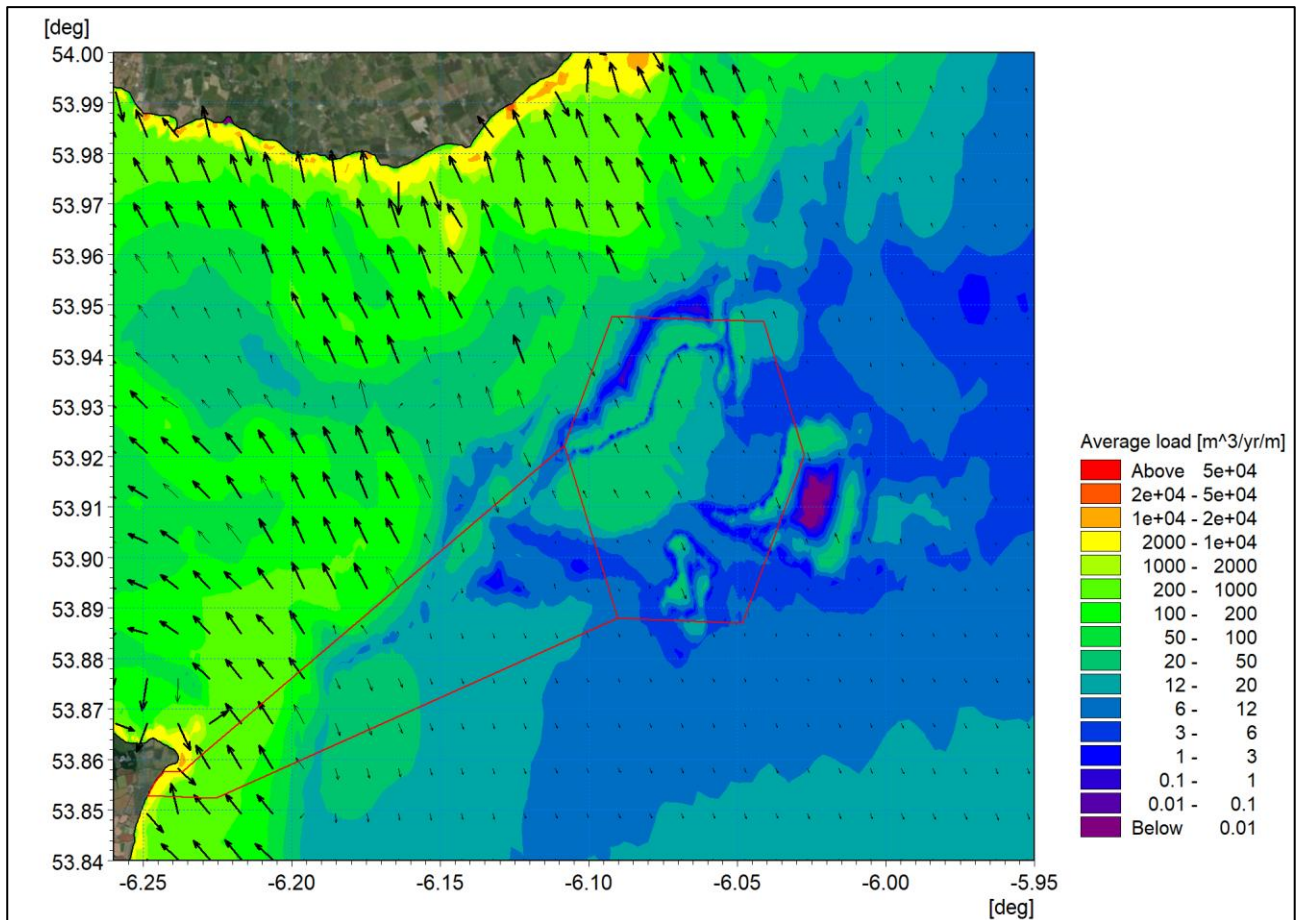 [deg]
54.00
53.99
53.98
53.97
53.96
53.95
53.94
53.93
53.92
53.91
53.90
53.89
53.88
53.87
53.86
53.85
53.84
-6.25 -6.20 -6.15 -6.10 -6.05 -6.00 -5.95
[deg]
Average load [m^3/yr/m]
Above 5e+04
2e+04 - 5e+04
1e+04 - 2e+04
2000 - 1e+04
1000 - 2000
200 - 1000
100 - 200
50 - 100
20 - 50
12 - 20
6 - 12
3 - 6
1 - 3
0.1 - 1
0.01 - 0.1
Below 0.01